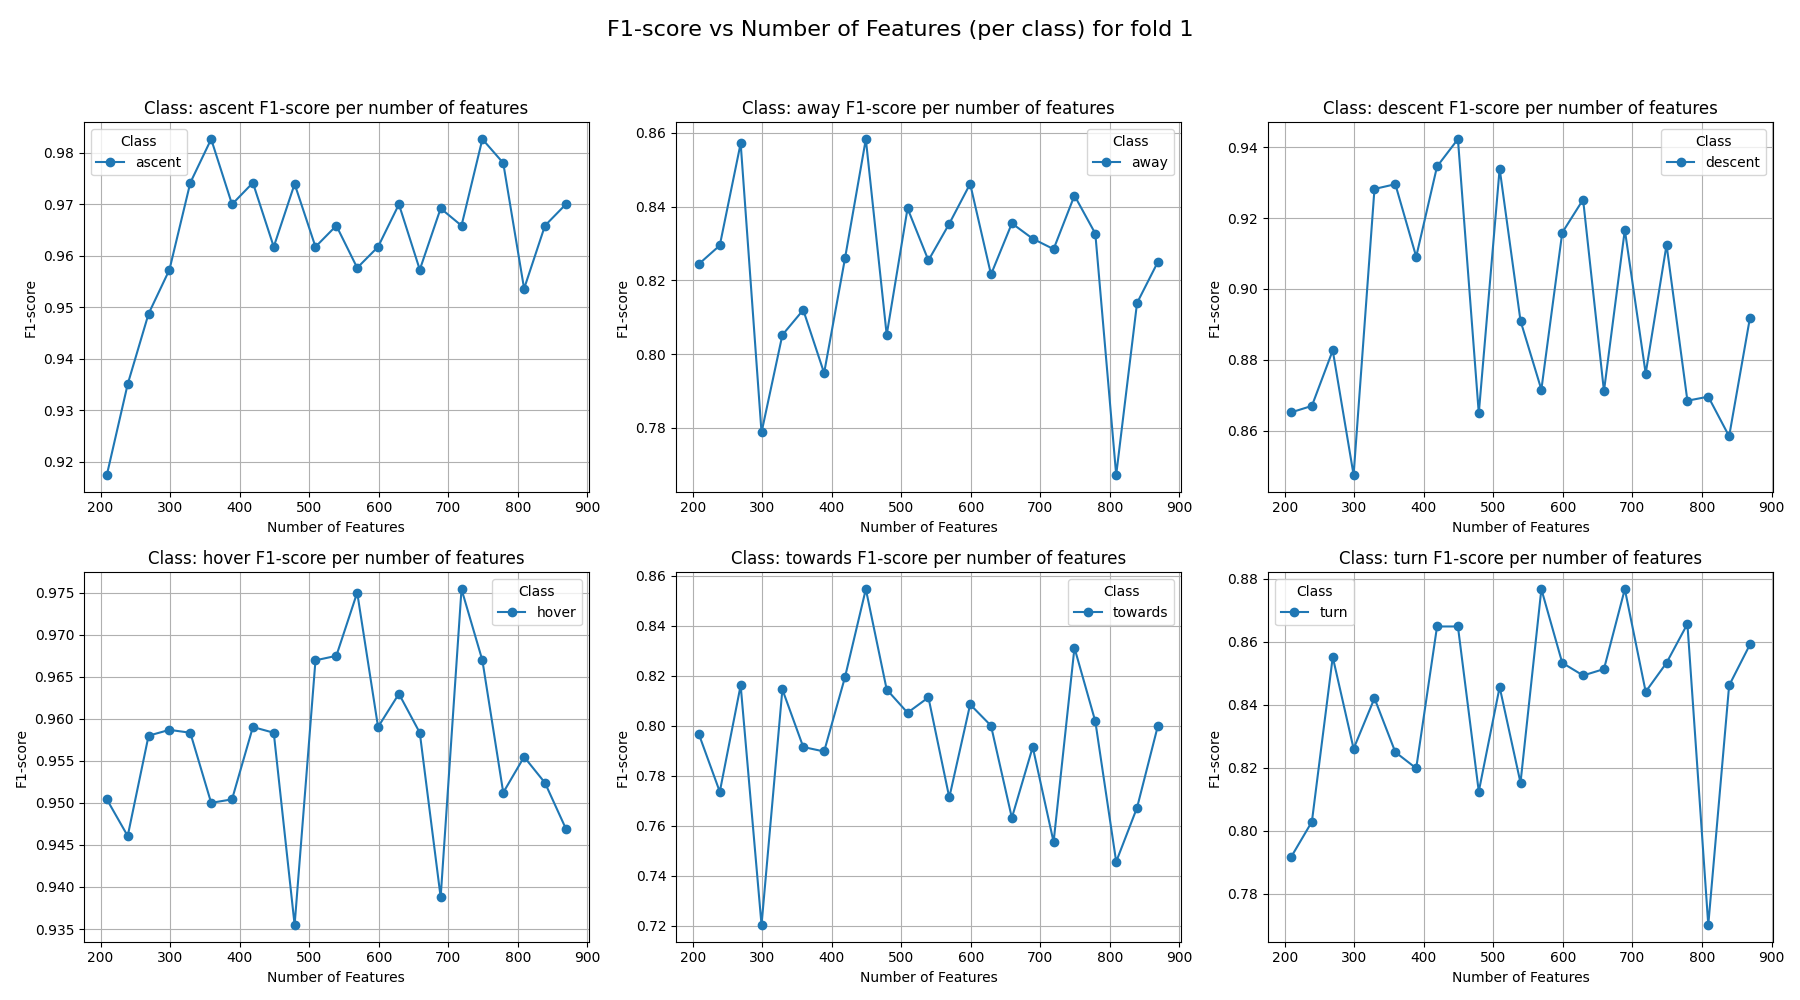 F1-score vs Number of Features (per class) for fold 1
Class: ascent F1-score per number of features
Class
ascent
F1-score
0.98
0.97
0.96
0.95
0.94
0.93
0.92
200 300 400 500 600 700 800 900
Number of Features
Class: away F1-score per number of features
Class
away
F1-score
0.86
0.84
0.82
0.80
0.78
200 300 400 500 600 700 800 900
Number of Features
Class: descent F1-score per number of features
Class
descent
F1-score
0.94
0.92
0.90
0.88
0.86
200 300 400 500 600 700 800 900
Number of Features
Class: hover F1-score per number of features
Class
hover
F1-score
0.975
0.970
0.965
0.960
0.955
0.950
0.945
0.940
0.935
200 300 400 500 600 700 800 900
Number of Features
Class: towards F1-score per number of features
Class
towards
F1-score
0.86
0.84
0.82
0.80
0.78
0.76
0.74
0.72
200 300 400 500 600 700 800 900
Number of Features
Class: turn F1-score per number of features
Class
turn
F1-score
0.88
0.86
0.84
0.82
0.80
0.78
200 300 400 500 600 700 800 900
Number of Features